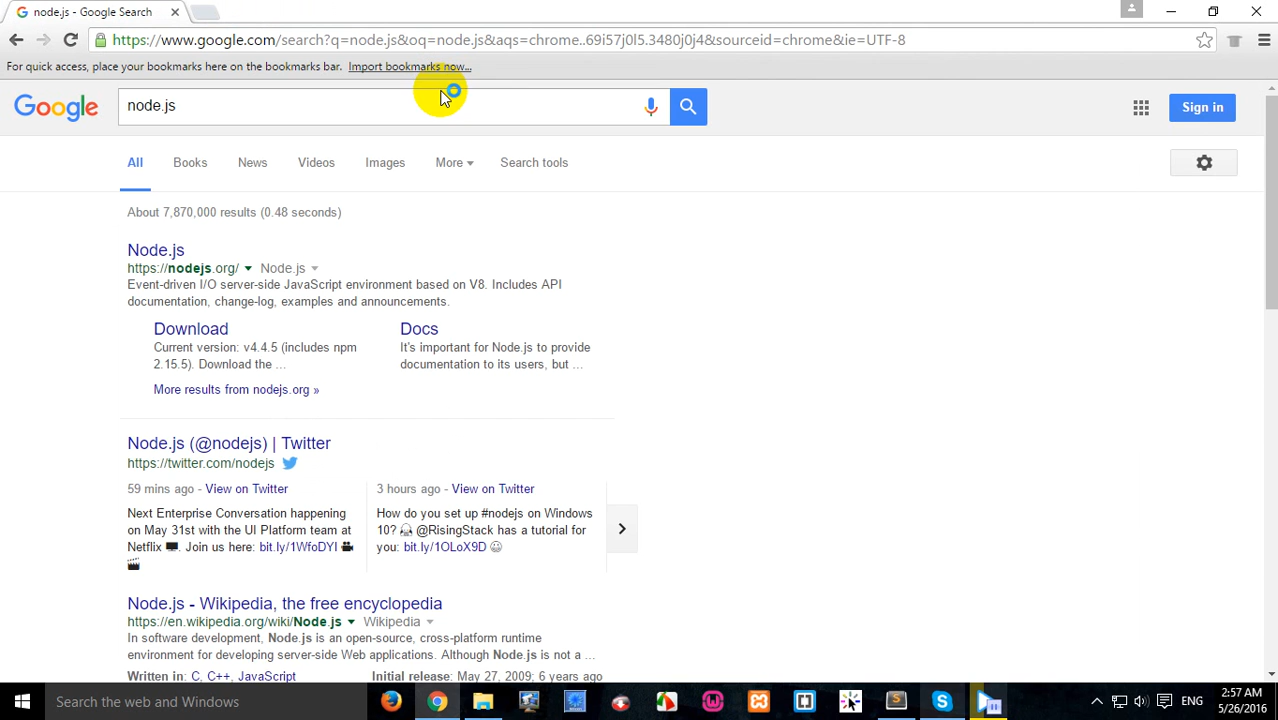 node.js - Google Search
https://www.google.com/search?q=node.js&oq=node.js&aqs=chrome..69i57j0l5.3480j0j4&sourceid=chrome&ie=UTF-8
For quick access, place your bookmarks here on the bookmarks bar. Import bookmarks now...
Google node.js Sign in
All Books News Videos Images More Search tools
About 7,870,000 results (0.48 seconds)
Node.js
https://nodejs.org/ Node.js
Event-driven I/O server-side JavaScript environment based on V8. Includes API
documentation, change-log, examples and announcements.
Download Docs
Current version: v4.4.5 (includes npm It's important for Node.js to provide
2.15.5). Download the ... documentation to its users, but ...
More results from nodejs.org »
Node.js (@nodejs) | Twitter
https://twitter.com/nodejs
59 mins ago - View on Twitter 3 hours ago - View on Twitter
Next Enterprise Conversation happening How do you set up #nodejs on Windows
on May 31st with the UI Platform team at 10? @RisingStack has a tutorial for
Netflix . Join us here: bit.ly/1WfoDYI you: bit.ly/1OLoX9D
Node.js - Wikipedia, the free encyclopedia
https://en.wikipedia.org/wiki/Node.js Wikipedia
In software development, Node.js is an open-source, cross-platform runtime
environment for developing server-side Web applications. Although Node.js is not a ...
Written in: C, C++, JavaScript Initial release: May 27, 2009; 6 years ago
Search the web and Windows ENG 2:57 AM
5/26/2016